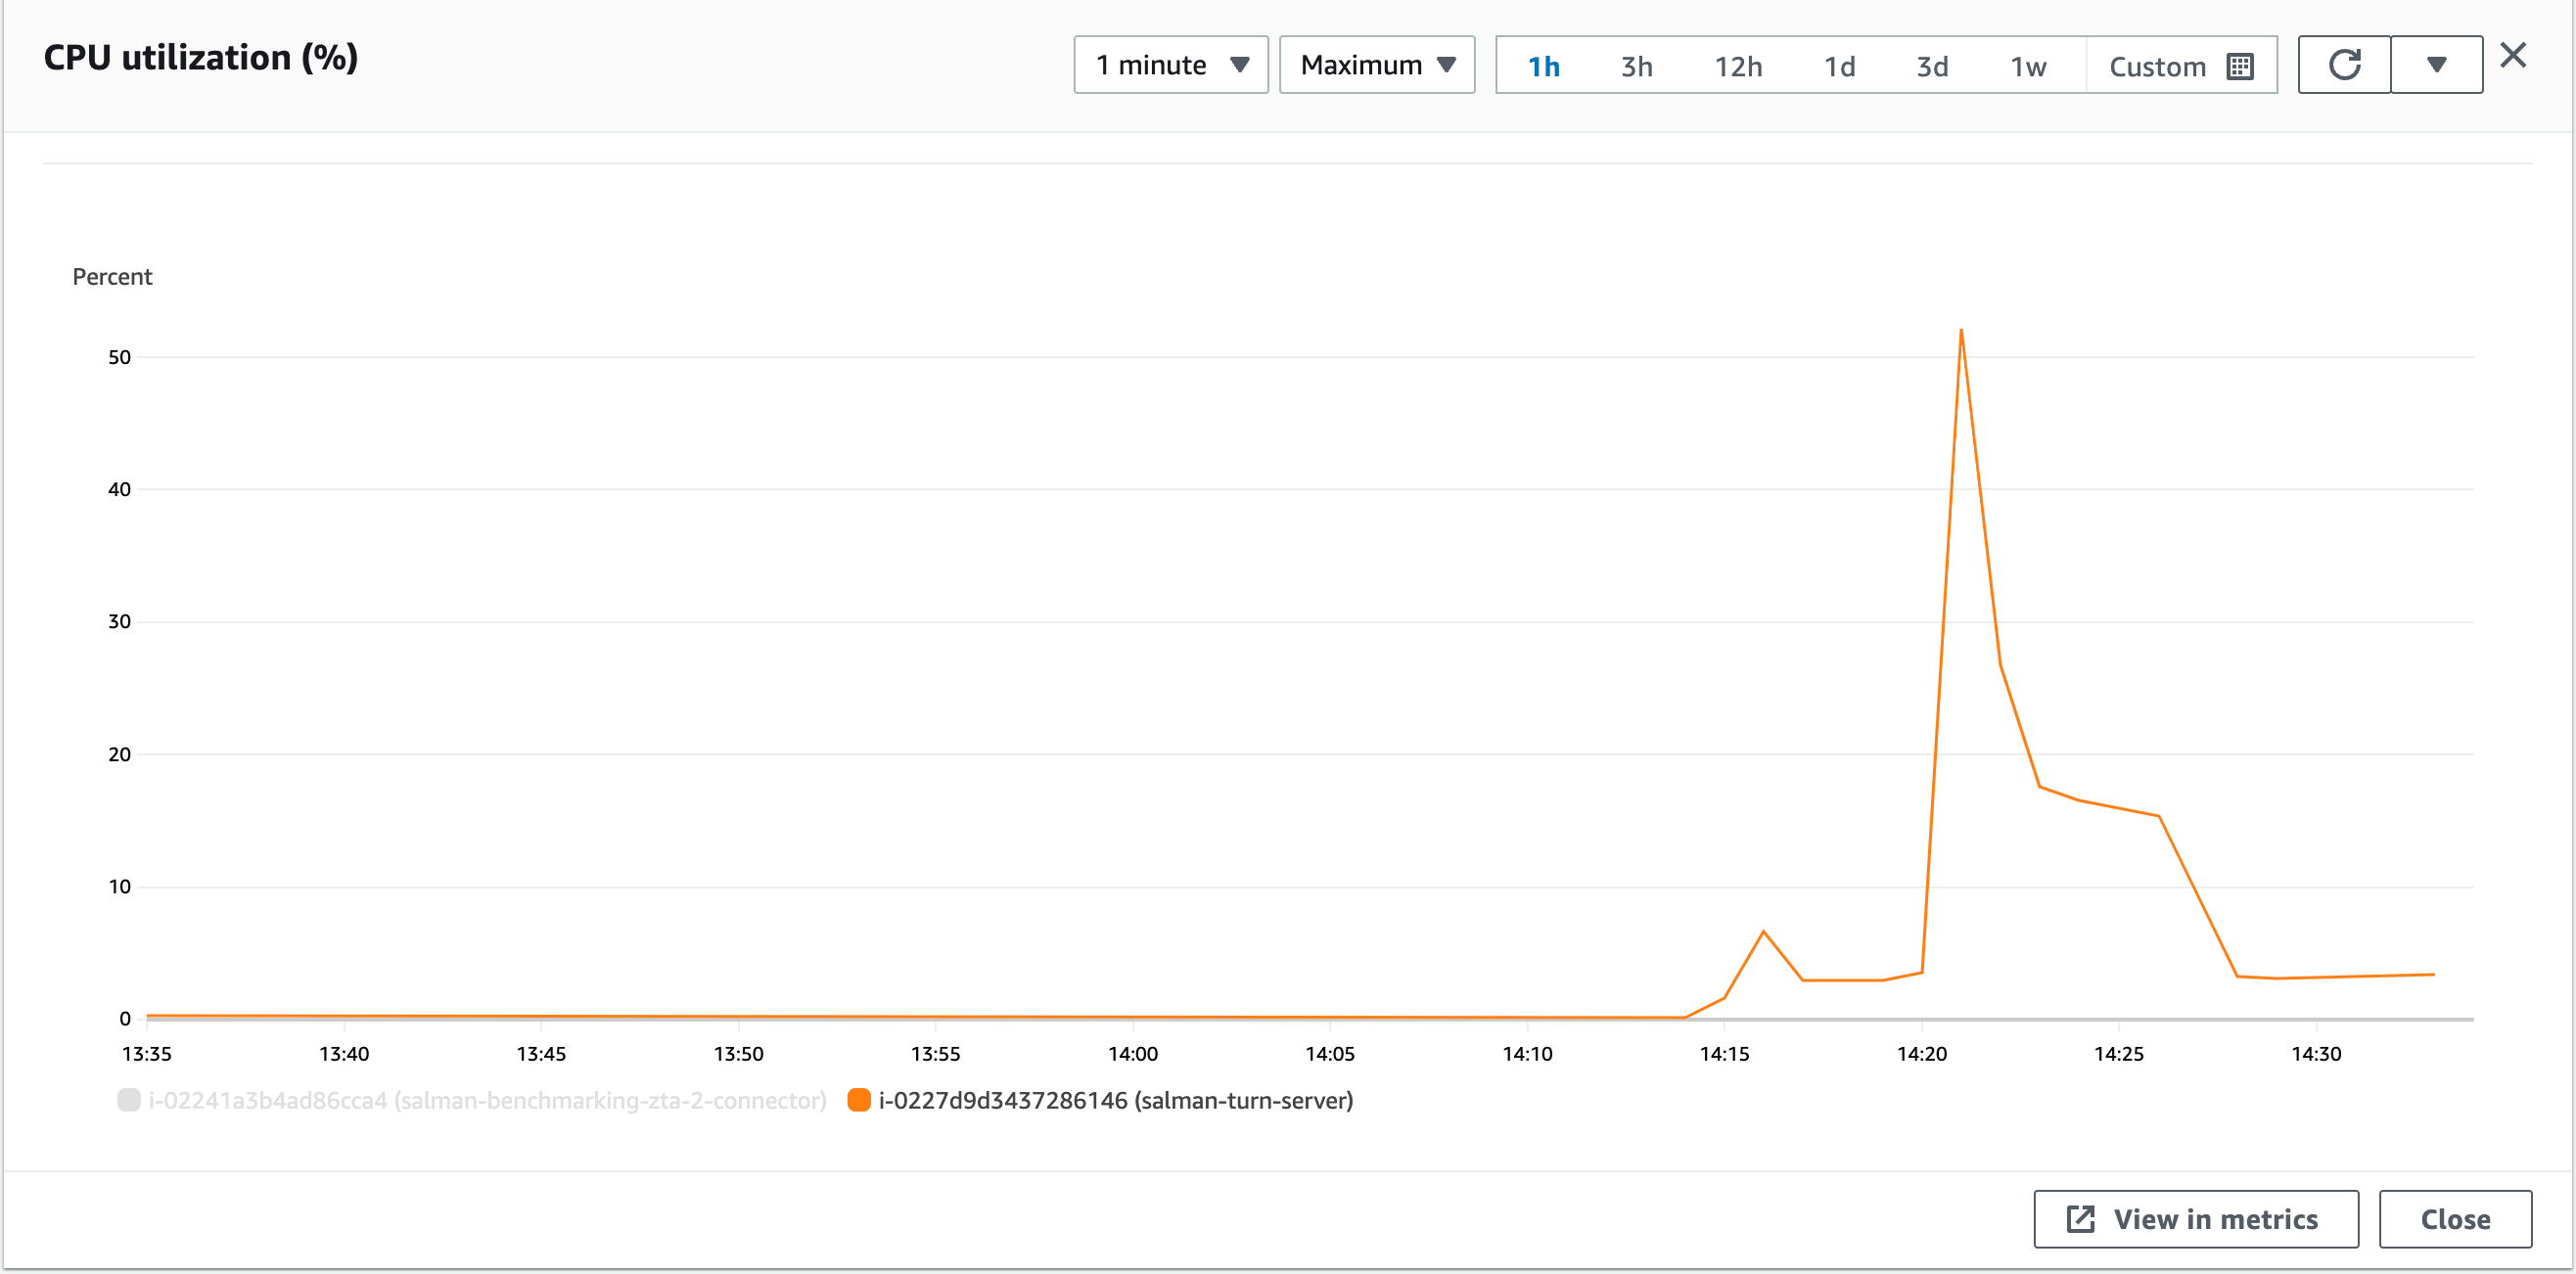 CPU utilization (%)
1 minute
Maximum
1h 3h 12h 1d 3d 1w Custom
Percent
50
40
30
20
10
0
13:35 13:40 13:45 13:50 13:55 14:00 14:05 14:10 14:15 14:20 14:25 14:30
i-02241a3b4ad86cca4 (salman-benchmarking-zta-2-connector) i-0227d9d3437286146 (salman-turn-server)
View in metrics
Close